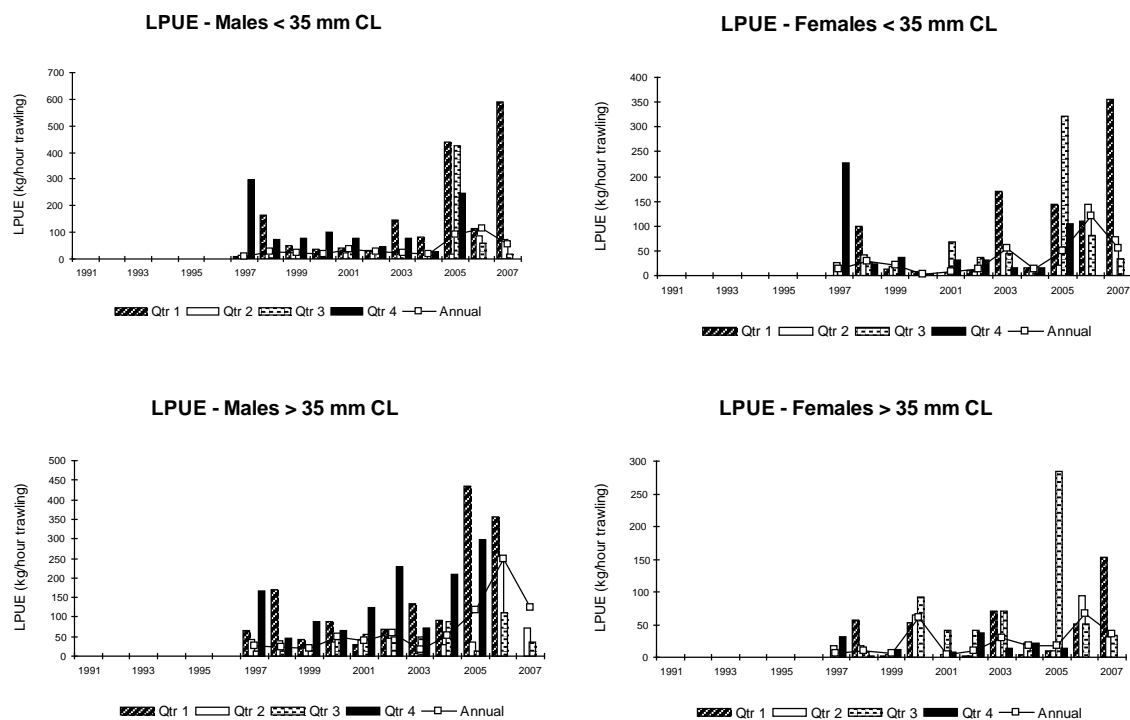 LPUE - Males < 35 mm CL
LPUE (kg/hour trawling)
700
600
500
400
300
200
100
0
1991 1993 1995 1997 1999 2001 2003 2005 2007
Qtr 1 Qtr 2 Qtr 3 Qtr 4 Annual
LPUE - Females < 35 mm CL
LPUE (kg/hour trawling)
400
350
300
250
200
150
100
50
0
1991 1993 1995 1997 1999 2001 2003 2005 2007
Qtr 1 Qtr 2 Qtr 3 Qtr 4 Annual
LPUE - Males > 35 mm CL
LPUE (kg/hour trawling)
500
450
400
350
300
250
200
150
100
50
0
1991 1993 1995 1997 1999 2001 2003 2005 2007
Qtr 1 Qtr 2 Qtr 3 Qtr 4 Annual
LPUE - Females > 35 mm CL
LPUE (kg/hour trawling)
300
250
200
150
100
50
0
1991 1993 1995 1997 1999 2001 2003 2005 2007
Qtr 1 Qtr 2 Qtr 3 Qtr 4 Annual